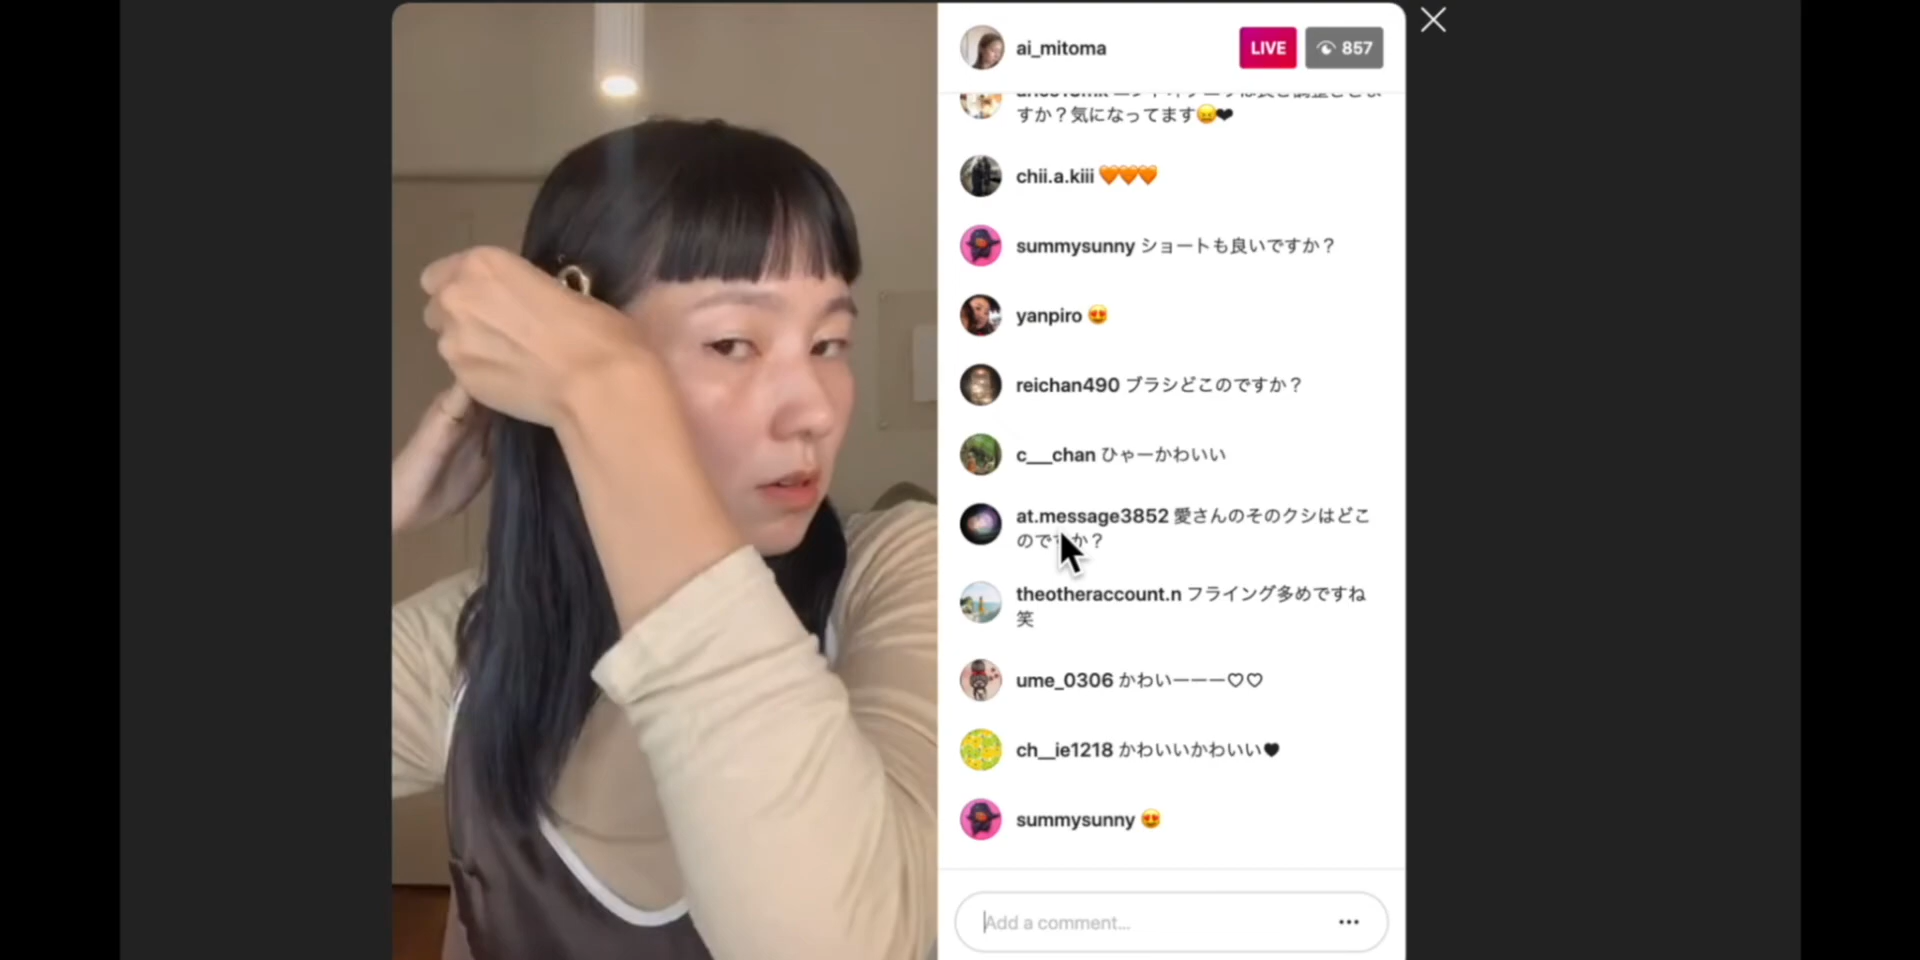 ai_mitoma
LIVE
857
すか？気になってます😖❤
chii.a.kiii 🧡🧡🧡
summysunny ショートも良いですか？
yanpiro 😍
reichan490 ブラシどこのですか？
c___chan ひゃーかわいい
at.message3852 愛さんのそのクシはどこ
のですか？
theotheraccount.n フライング多めですね
笑
ume_0306 かわいーーー♡♡
ch__ie1218 かわいいかわいい♥
summysunny 😍
Add a comment...